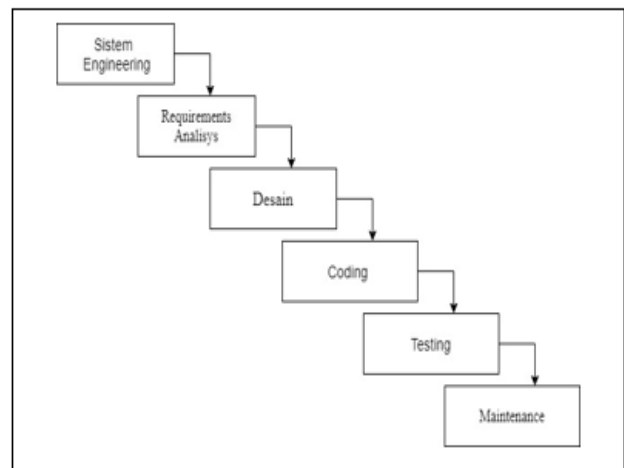 Sistem
Engineering
Requirements
Analisys
Desain
Coding
Testing
Maintenance